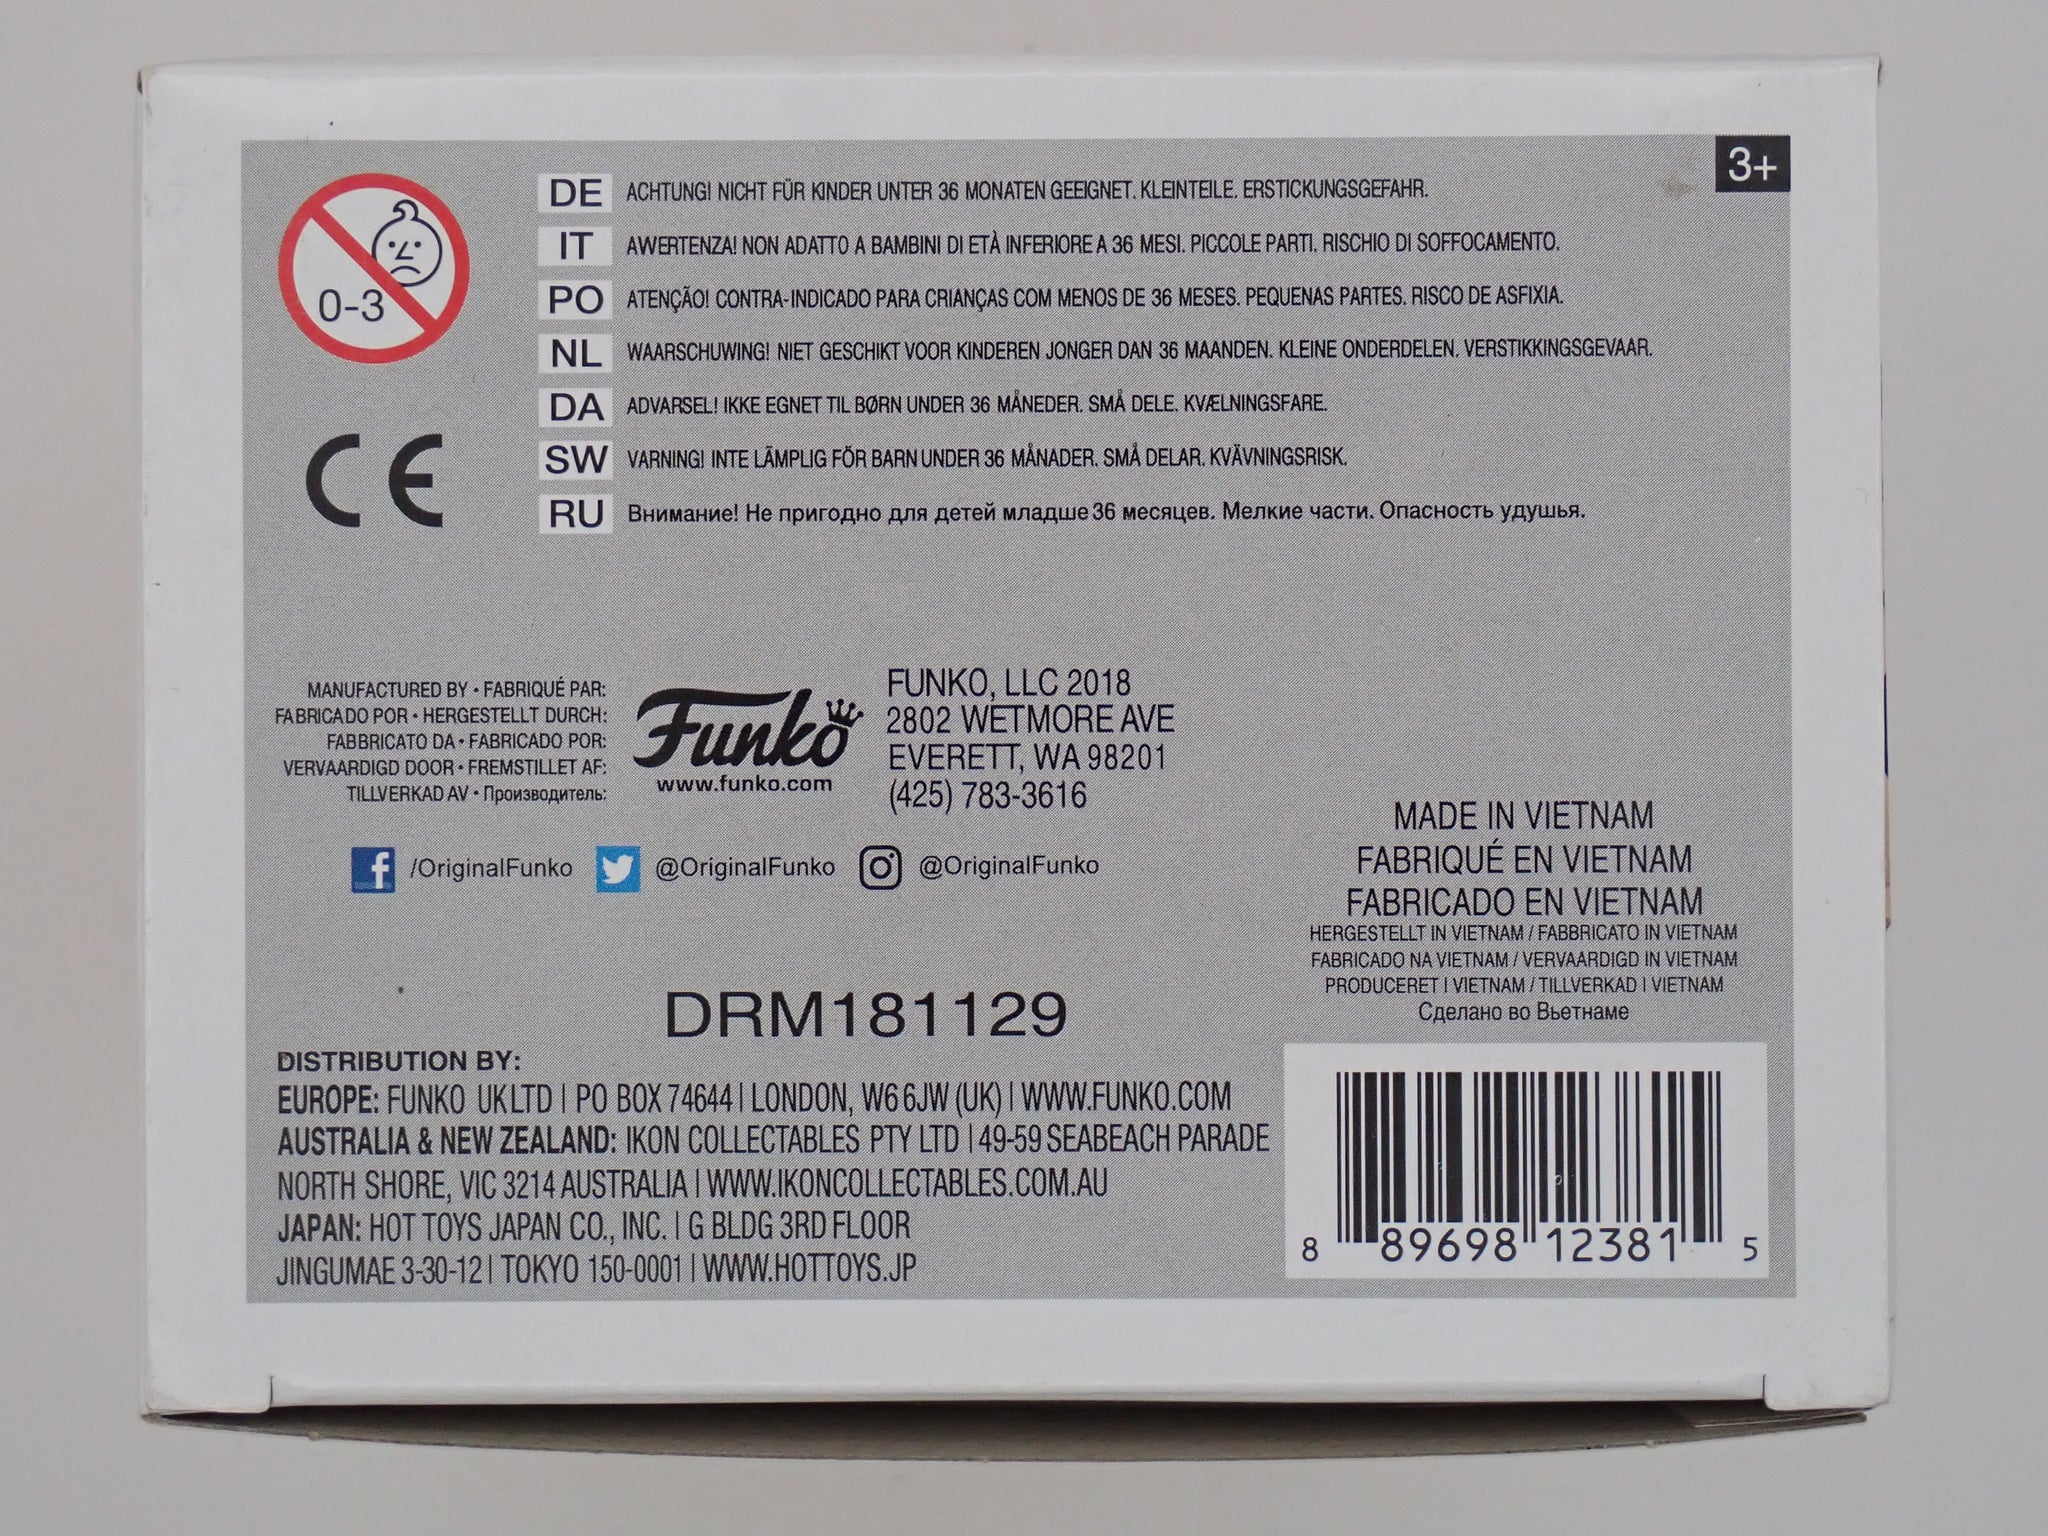 3+
0-3
DE ACHTUNG! NICHT FÜR KINDER UNTER 36 MONATEN GEEIGNET. KLEINTEILE. ERSTICKUNGSGEFAHR.
IT AWERTENZA! NON ADATTO A BAMBINI DI ETÀ INFERIORE A 36 MESI. PICCOLE PARTI. RISCHIO DI SOFFOCAMENTO.
PO ATENÇÃO! CONTRA-INDICADO PARA CRIANÇAS COM MENOS DE 36 MESES. PEQUENAS PARTES. RISCO DE ASFIXIA.
NL WAARSCHUWING! NIET GESCHIKT VOOR KINDEREN JONGER DAN 36 MAANDEN. KLEINE ONDERDELEN. VERSTIKKINGSGEVAAR.
DA ADVARSEL! IKKE EGNET TIL BØRN UNDER 36 MÅNEDER. SMÅ DELE. KVÆLNINGSFARE.
SW VARNING! INTE LÄMPLIG FÖR BARN UNDER 36 MÅNADER. SMÅ DELAR. KVÄVNINGSRISK.
RU Внимание! Не пригодно для детей младше 36 месяцев. Мелкие части. Опасность удушья.
CE
MANUFACTURED BY • FABRIQUÉ PAR:
FABRICADO POR • HERGESTELLT DURCH:
FABBRICATO DA • FABRICADO POR:
VERVAARDIGD DOOR • FREMSTILLET AF:
TILLVERKAD AV • Производитель:
Funko
www.funko.com
FUNKO, LLC 2018
2802 WETMORE AVE
EVERETT, WA 98201
(425) 783-3616
/OriginalFunko @OriginalFunko @OriginalFunko
MADE IN VIETNAM
FABRIQUÉ EN VIETNAM
FABRICADO EN VIETNAM
HERGESTELLT IN VIETNAM / FABBRICATO IN VIETNAM
FABRICADO NA VIETNAM / VERVAARDIGD IN VIETNAM
PRODUCERET I VIETNAM / TILLVERKAD I VIETNAM
Сделано во Вьетнаме
DRM181129
DISTRIBUTION BY:
EUROPE: FUNKO UK LTD | PO BOX 74644 | LONDON, W6 6JW (UK) | WWW.FUNKO.COM
AUSTRALIA & NEW ZEALAND: IKON COLLECTABLES PTY LTD | 49-59 SEABEACH PARADE
NORTH SHORE, VIC 3214 AUSTRALIA | WWW.IKONCOLLECTABLES.COM.AU
JAPAN: HOT TOYS JAPAN CO., INC. | G BLDG 3RD FLOOR
JINGUMAE 3-30-12 | TOKYO 150-0001 | WWW.HOTTOYS.JP
8 89698 12381 5